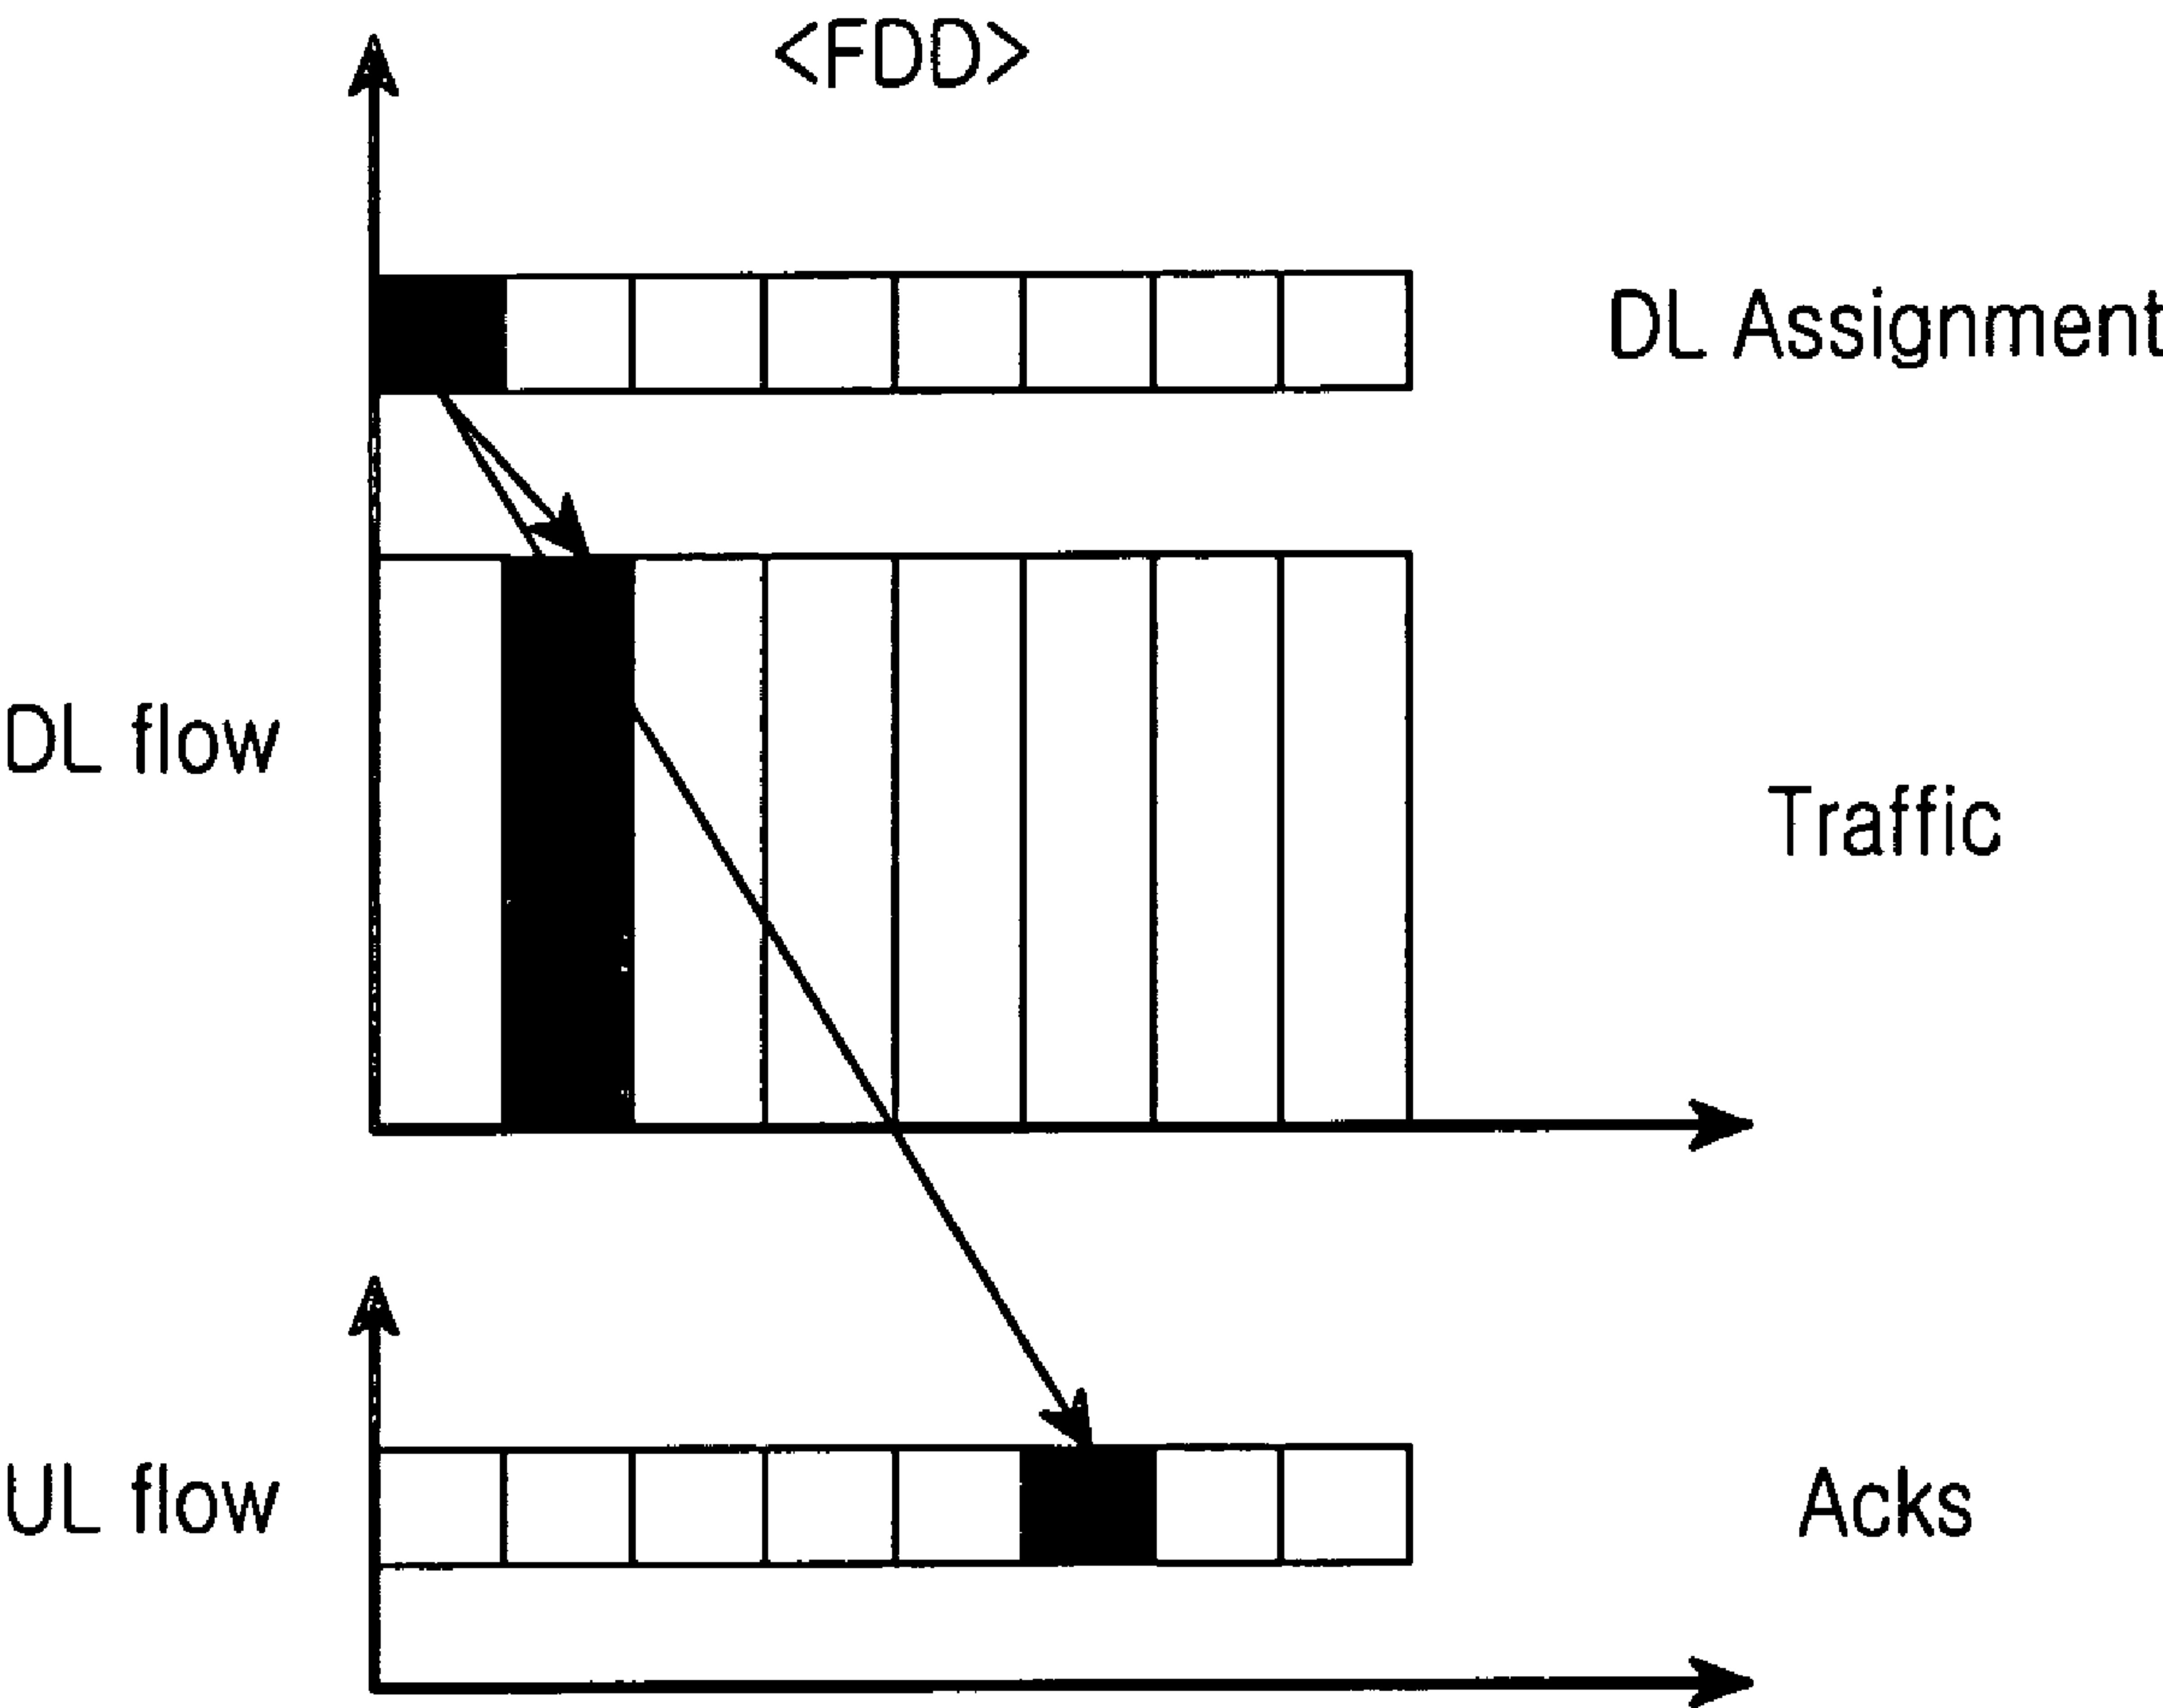 <FDD>
DL Assignment
DL flow
Traffic
UL flow
Acks